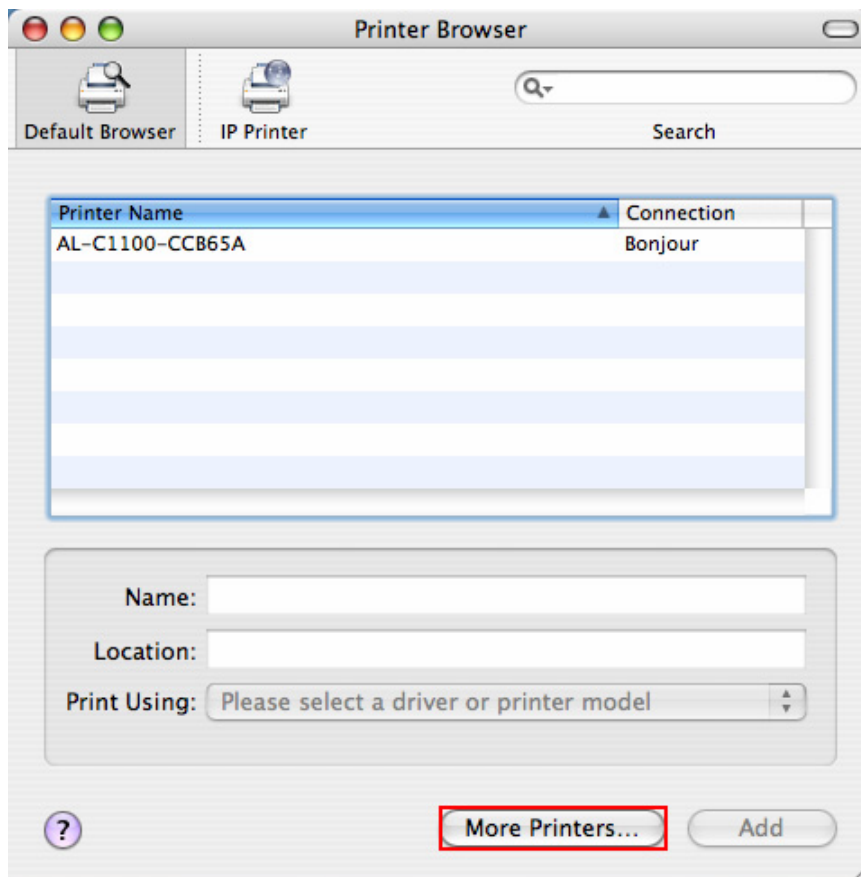 Printer Browser
Default Browser
IP Printer
Search
Printer Name
Connection
AL-C1100-CCB65A
Bonjour
Name:
Location:
Print Using: Please select a driver or printer model
? More Printers... Add